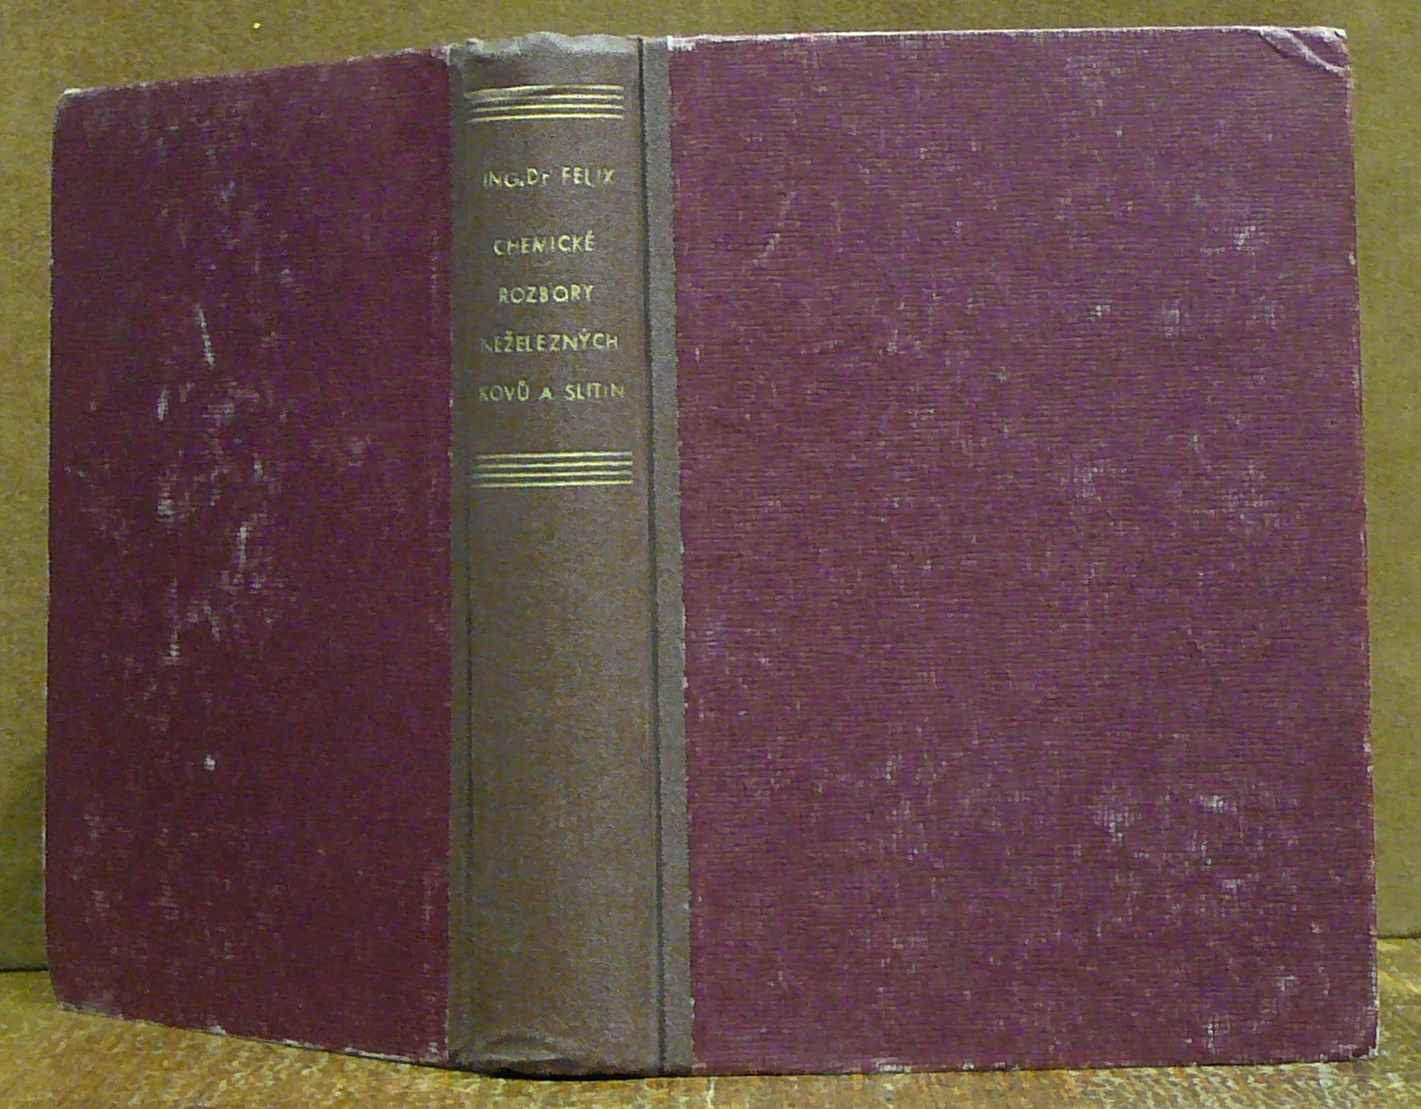 ING. Dr FELIX
CHEMICKÉ
ROZBORY
NEŽELEZNÝCH
KOVŮ A SLITIN